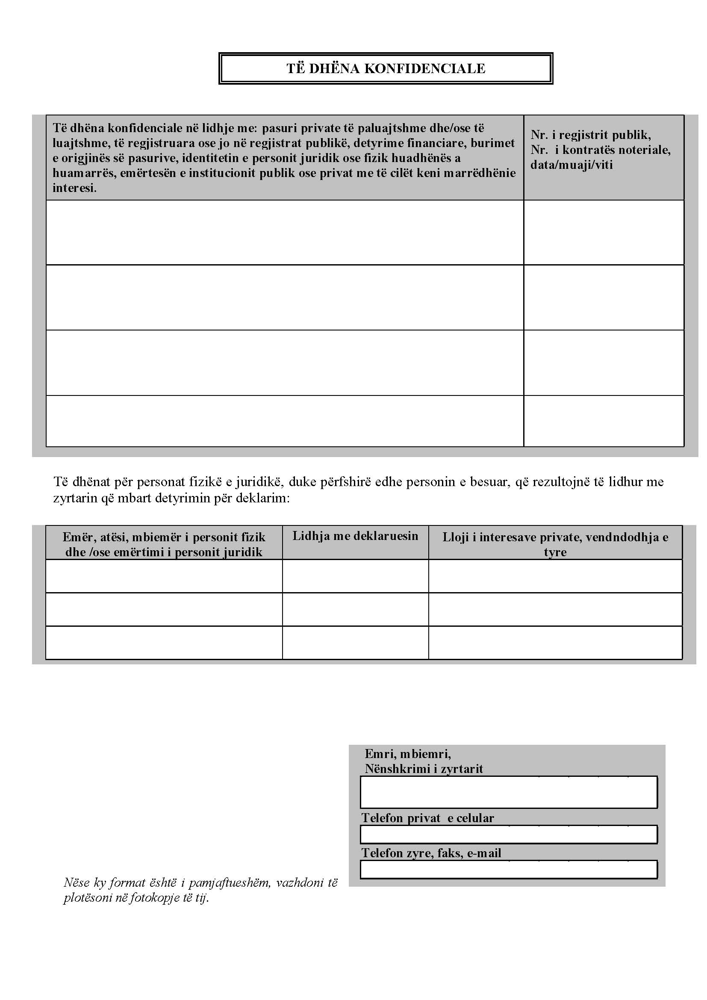 TË DHËNA KONFIDENCIALE
Të dhëna konfidenciale në lidhje me: pasuri private të paluajtshme dhe/ose të
luajtshme, të regjistruara ose jo në regjistrat publikë, detyrime financiare, burimet
e origjinës së pasurive, identitetin e personit juridik ose fizik huadhënës a
huamarrës, emërtesën e institucionit publik ose privat me të cilët keni marrëdhënie
interesi.
Nr. i regjistrit publik,
Nr.  i kontratës noteriale,
data/muaji/viti
Të dhënat për personat fizikë e juridikë, duke përfshirë edhe personin e besuar, që rezultojnë të lidhur me
zyrtarin që mbart detyrimin për deklarim:
Emër, atësi, mbiemër i personit fizik
dhe /ose emërtimi i personit juridik
Lidhja me deklaruesin
Lloji i interesave private, vendndodhja e
tyre
Emri, mbiemri,
Nënshkrimi i zyrtarit
Telefon privat  e celular
Telefon zyre, faks, e-mail
Nëse ky format është i pamjaftueshëm, vazhdoni të
plotësoni në fotokopje të tij.